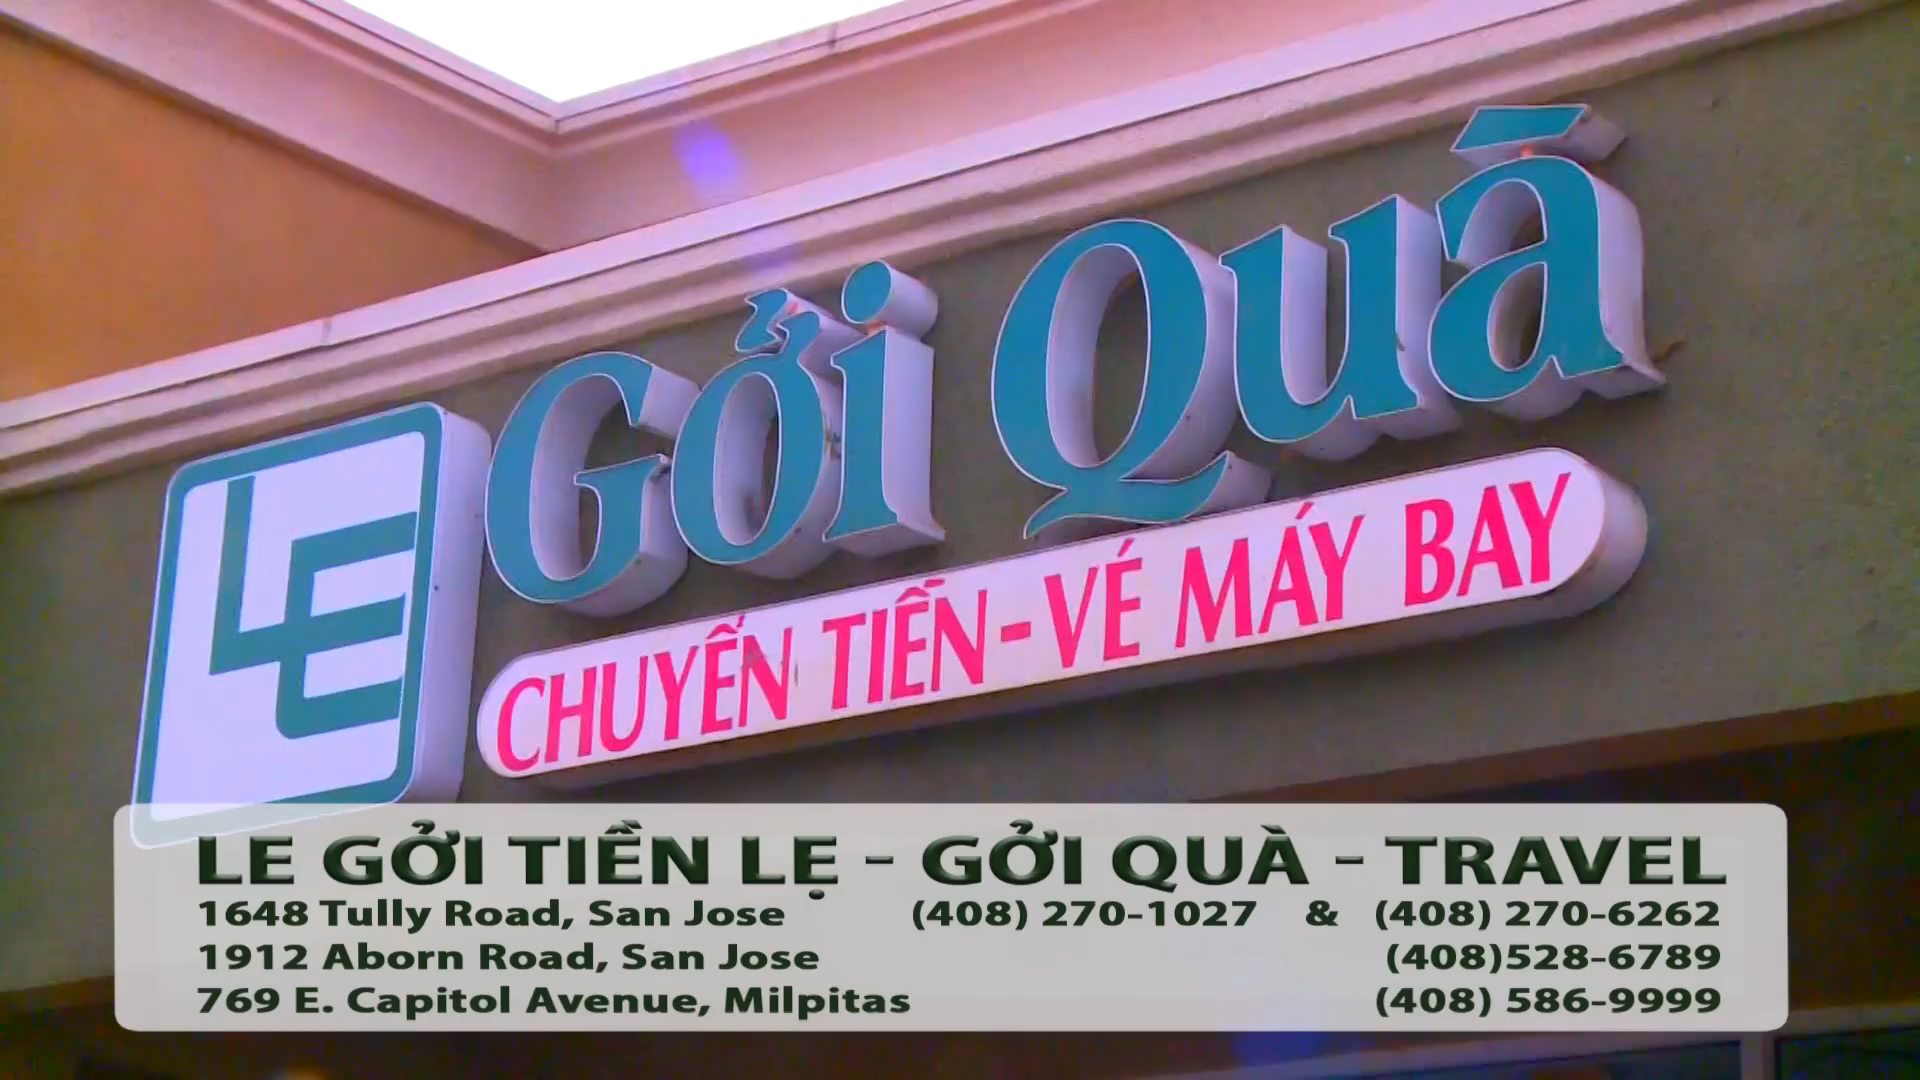 LE
Gởi Quà
CHUYỂN TIỀN - VÉ MÁY BAY
LE GỞI TIỀN LẸ - GỞI QUÀ - TRAVEL
1648 Tully Road, San Jose (408) 270-1027 & (408) 270-6262
1912 Aborn Road, San Jose (408)528-6789
769 E. Capitol Avenue, Milpitas (408) 586-9999